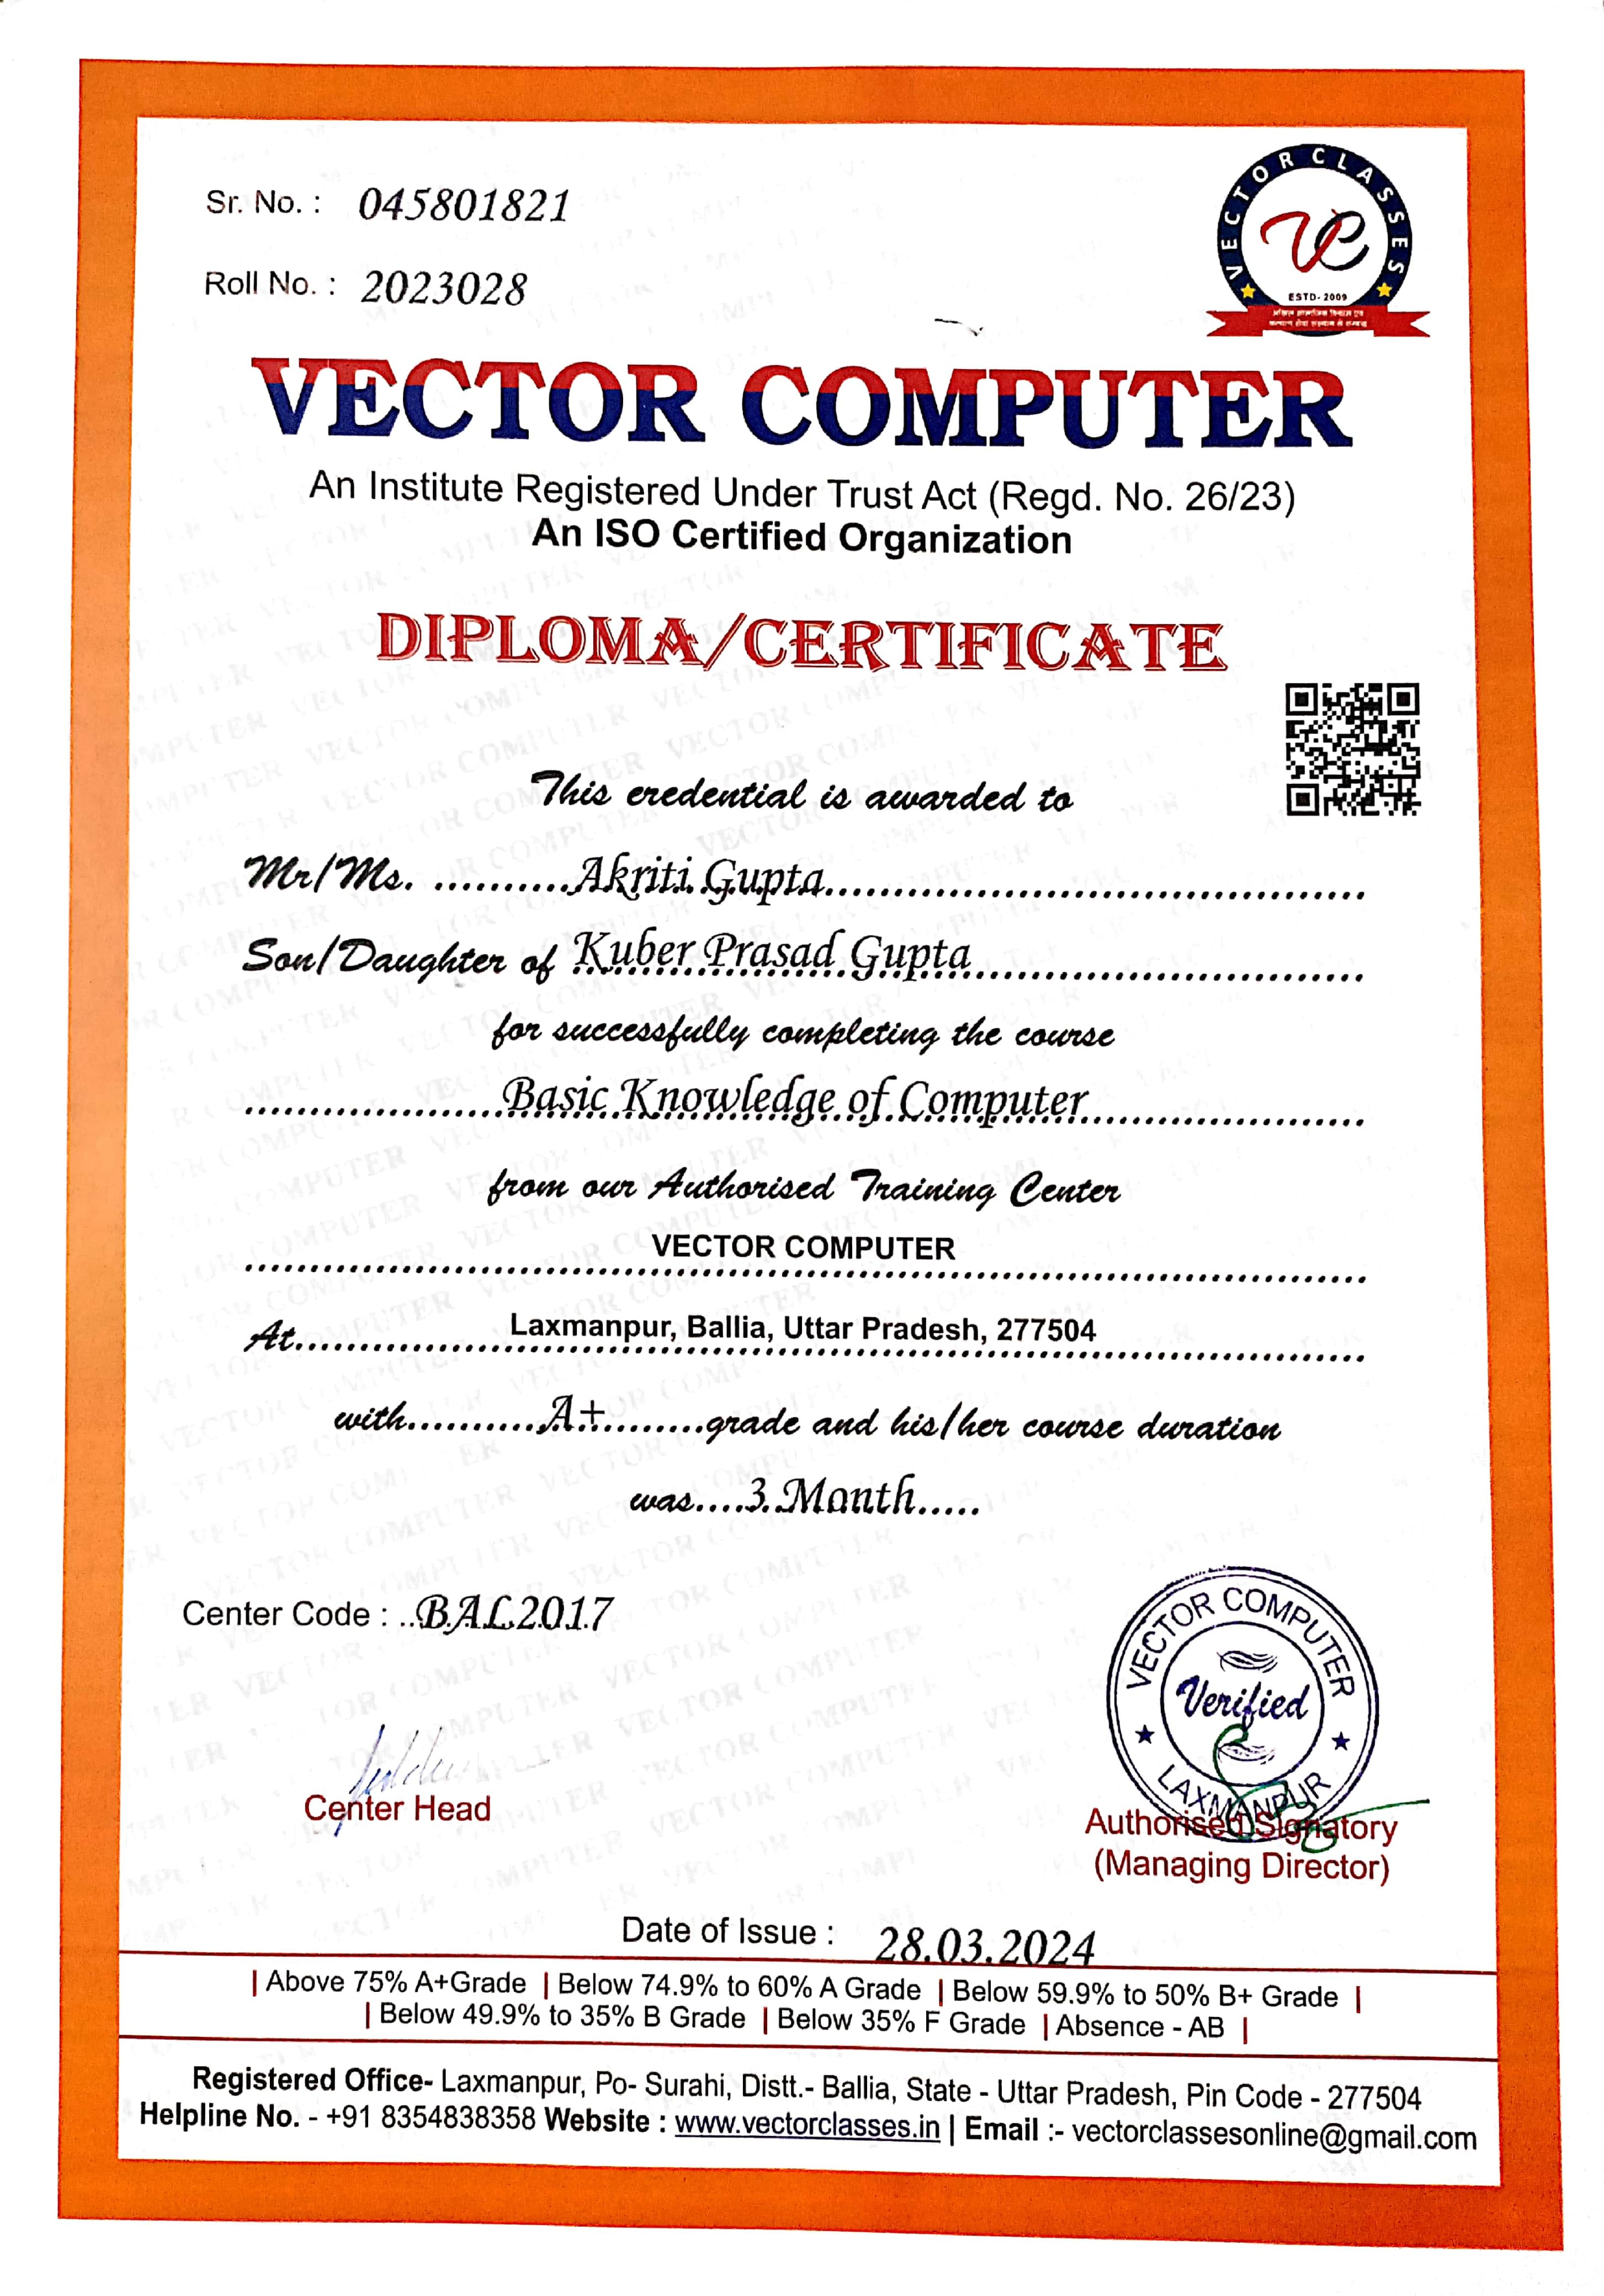 Sr. No. : 045801821
VECTOR CLASSES
VC
ESTD- 2009
Roll No. : 2023028
VECTOR COMPUTER
An Institute Registered Under Trust Act (Regd. No. 26/23)
An ISO Certified Organization
DIPLOMA/CERTIFICATE
This credential is awarded to
Mr/Ms. ..........Akriti Gupta..........
Son/Daughter of Kuber Prasad Gupta..........
for successfully completing the course
..........Basic Knowledge of Computer..........
from our Authorised Training Center
VECTOR COMPUTER
At..........Laxmanpur, Ballia, Uttar Pradesh, 277504
with...........A+.........grade and his/her course duration
was....3 Month.....
Center Code : ..BAL2017
VECTOR COMPUTER
Verified
LAXMANPUR
Center Head
Authorised Signatory
(Managing Director)
Date of Issue : 28.03.2024
| Above 75% A+Grade | Below 74.9% to 60% A Grade | Below 59.9% to 50% B+ Grade |
| Below 49.9% to 35% B Grade | Below 35% F Grade | Absence - AB |
Registered Office- Laxmanpur, Po- Surahi, Distt.- Ballia, State - Uttar Pradesh, Pin Code - 277504
Helpline No. - +91 8354838358 Website : www.vectorclasses.in | Email :- vectorclassesonline@gmail.com